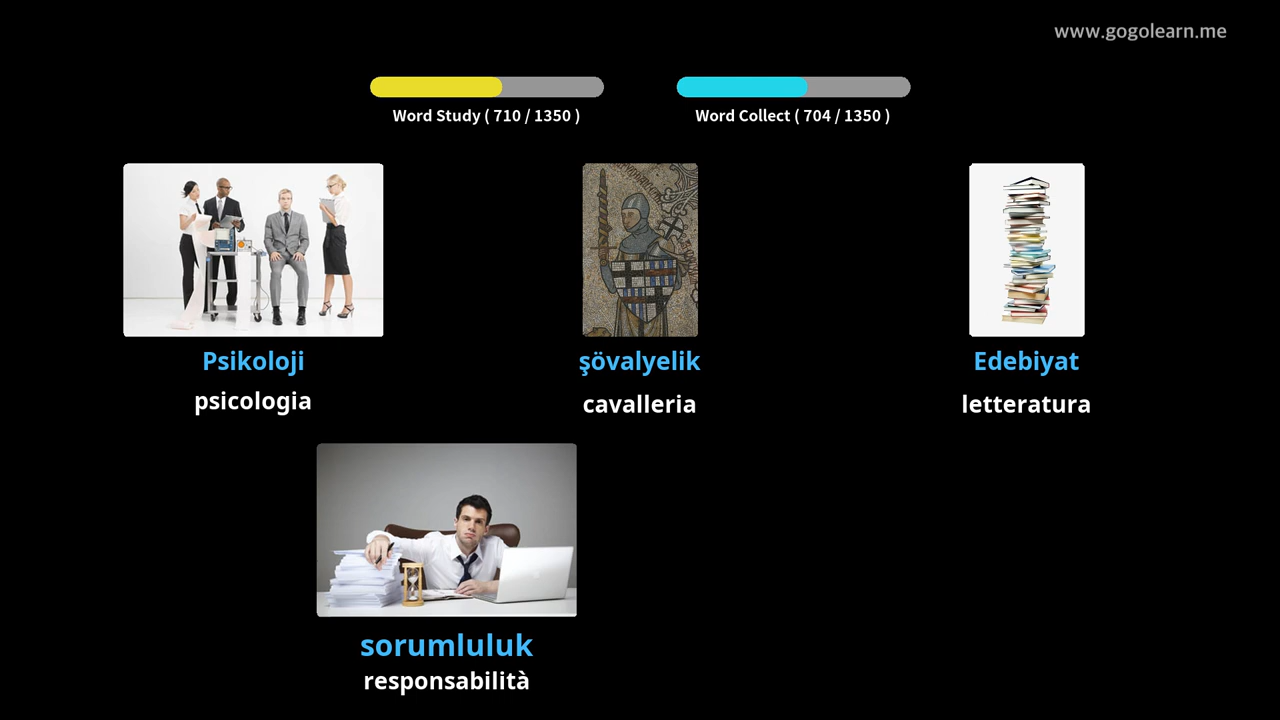 www.gogolearn.me
Word Study ( 710 / 1350 )
Word Collect ( 704 / 1350 )
Psikoloji
psicologia
şövalyelik
cavalleria
Edebiyat
letteratura
sorumluluk
responsabilità